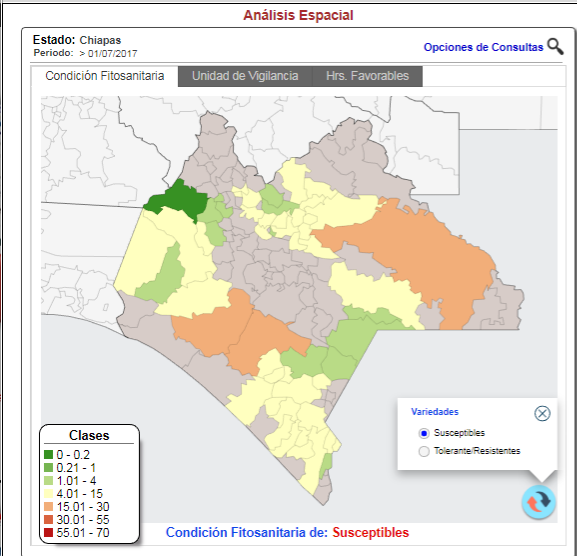 Análisis Espacial
Estado: Chiapas
Periodo: > 01/07/2017
Opciones de Consultas
Condición Fitosanitaria
Unidad de Vigilancia
Hrs. Favorables
Variedades
Susceptibles
Tolerante/Resistentes
Clases
0 - 0.2
0.21 - 1
1.01 - 4
4.01 - 15
15.01 - 30
30.01 - 55
55.01 - 70
Condición Fitosanitaria de: Susceptibles